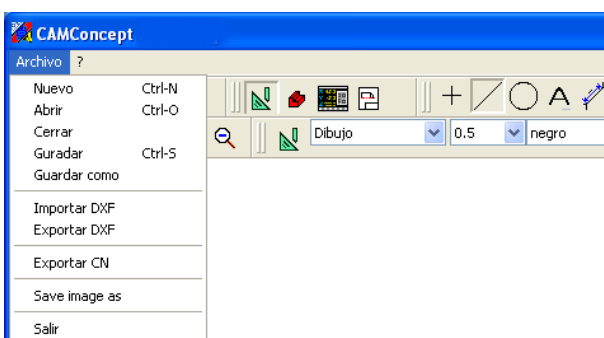 CAMConcept
Archivo ?
Nuevo Ctrl-N
Abrir Ctrl-O
Cerrar
Guradar Ctrl-S
Guardar como
Importar DXF
Exportar DXF
Exportar CN
Save image as
Salir
A
Dibujo 0.5 negro